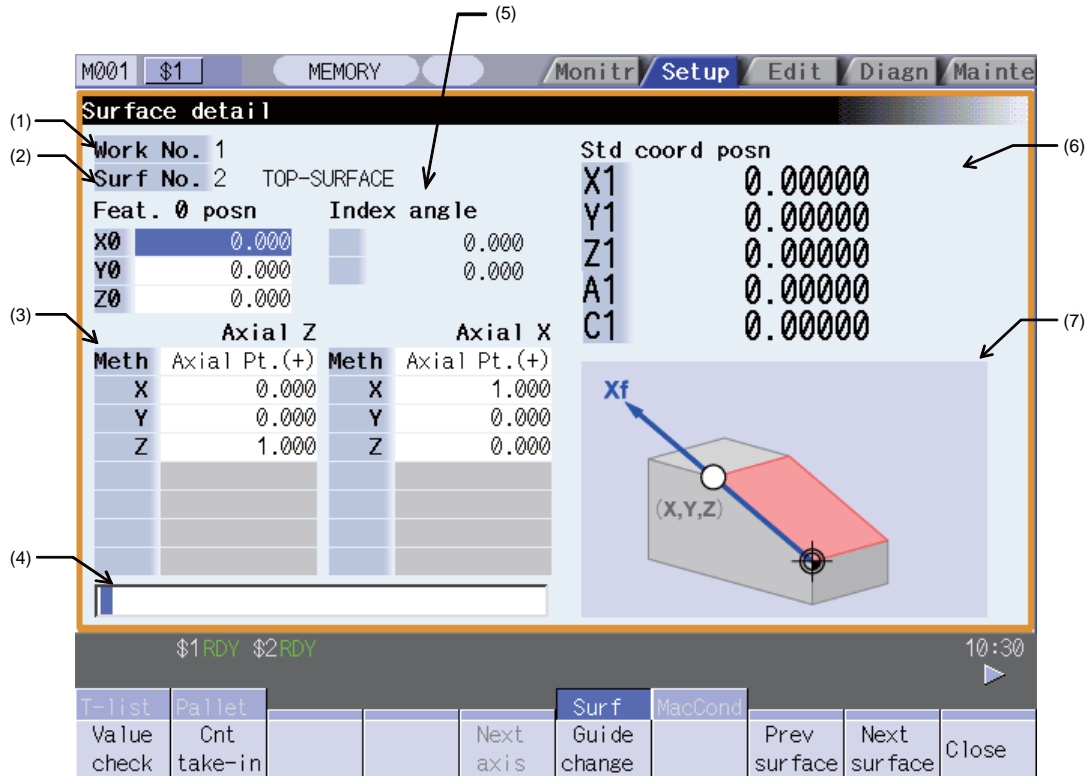 (5)
M001 $1 MEMORY Monitr Setup Edit Diagn Mainte
Surface detail
(1)
Work No. 1
(2)
Surf No. 2 TOP-SURFACE
Feat. 0 posn Index angle
X0 0.000 0.000
Y0 0.000 0.000
Z0 0.000
Std coord posn
(6)
X1 0.00000
Y1 0.00000
Z1 0.00000
A1 0.00000
C1 0.00000
(3)
Axial Z Axial X
Meth Axial Pt.(+) Meth Axial Pt.(+)
X 0.000 X 1.000
Y 0.000 Y 0.000
Z 1.000 Z 0.000
(7)
Xf
(X,Y,Z)
(4)
$1 RDY $2 RDY 10:30
T-list Pallet Surf MacCond
Value check
Cnt take-in
Next axis
Guide change
Prev surface
Next surface
Close